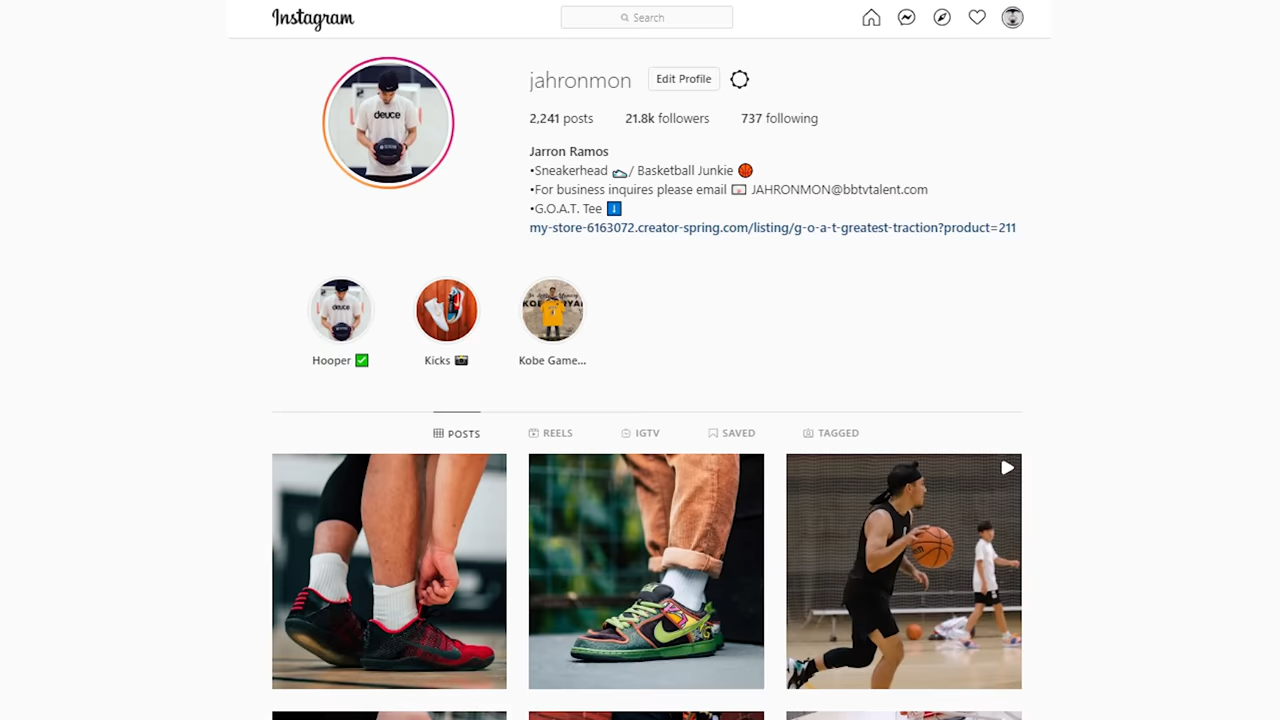 Instagram
Search
jahronmon Edit Profile
2,241 posts 21.8k followers 737 following
Jarron Ramos
•Sneakerhead 👟/ Basketball Junkie 🏀
•For business inquires please email 💌 JAHRONMON@bbtvtalent.com
•G.O.A.T. Tee ⬇️
my-store-6163072.creator-spring.com/listing/g-o-a-t-greatest-traction?product=211
deuce
Hooper ✅ Kicks 📸 Kobe Game...
POSTS REELS IGTV SAVED TAGGED